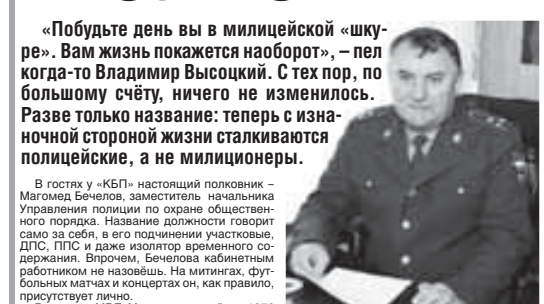 «Побудьте день вы в милицейской «шку-
ре». Вам жизнь покажется наоборот», – пел
когда-то Владимир Высоцкий. С тех пор, по
большому счёту, ничего не изменилось.
Разве только название: теперь с изна-
ночной стороной жизни сталкиваются
полицейские, а не милиционеры.
В гостях у «КБП» настоящий полковник –
Магомед Бечелов, заместитель начальника
Управления полиции по охране обществен-
ного порядка. Название должности говорит
само за себя, в его подчинении участковые,
ДПС, ППС и даже изолятор временного со-
держания. Впрочем, Бечелова кабинетным
работником не назовёшь. На митингах, фут-
больных матчах и концертах он, как правило,
присутствует лично.